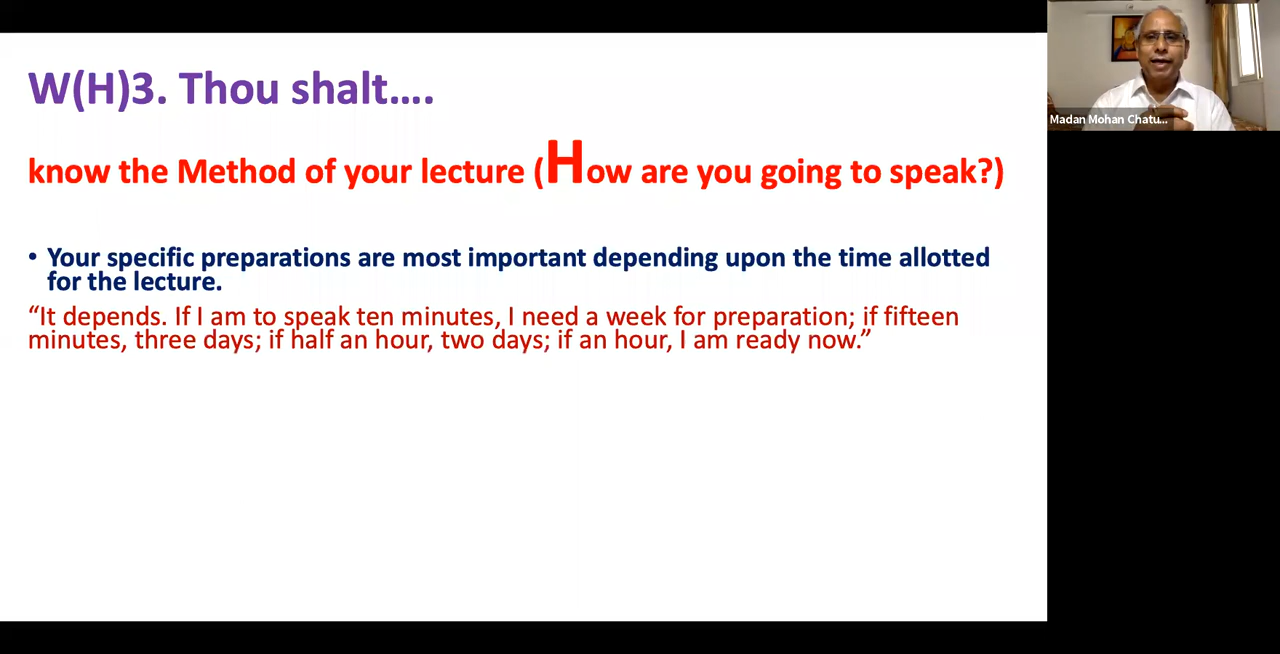 W(H)3. Thou shalt....
know the Method of your lecture (How are you going to speak?)
• Your specific preparations are most important depending upon the time allotted
for the lecture.
“It depends. If I am to speak ten minutes, I need a week for preparation; if fifteen
minutes, three days; if half an hour, two days; if an hour, I am ready now.”
Madan Mohan Chatu...